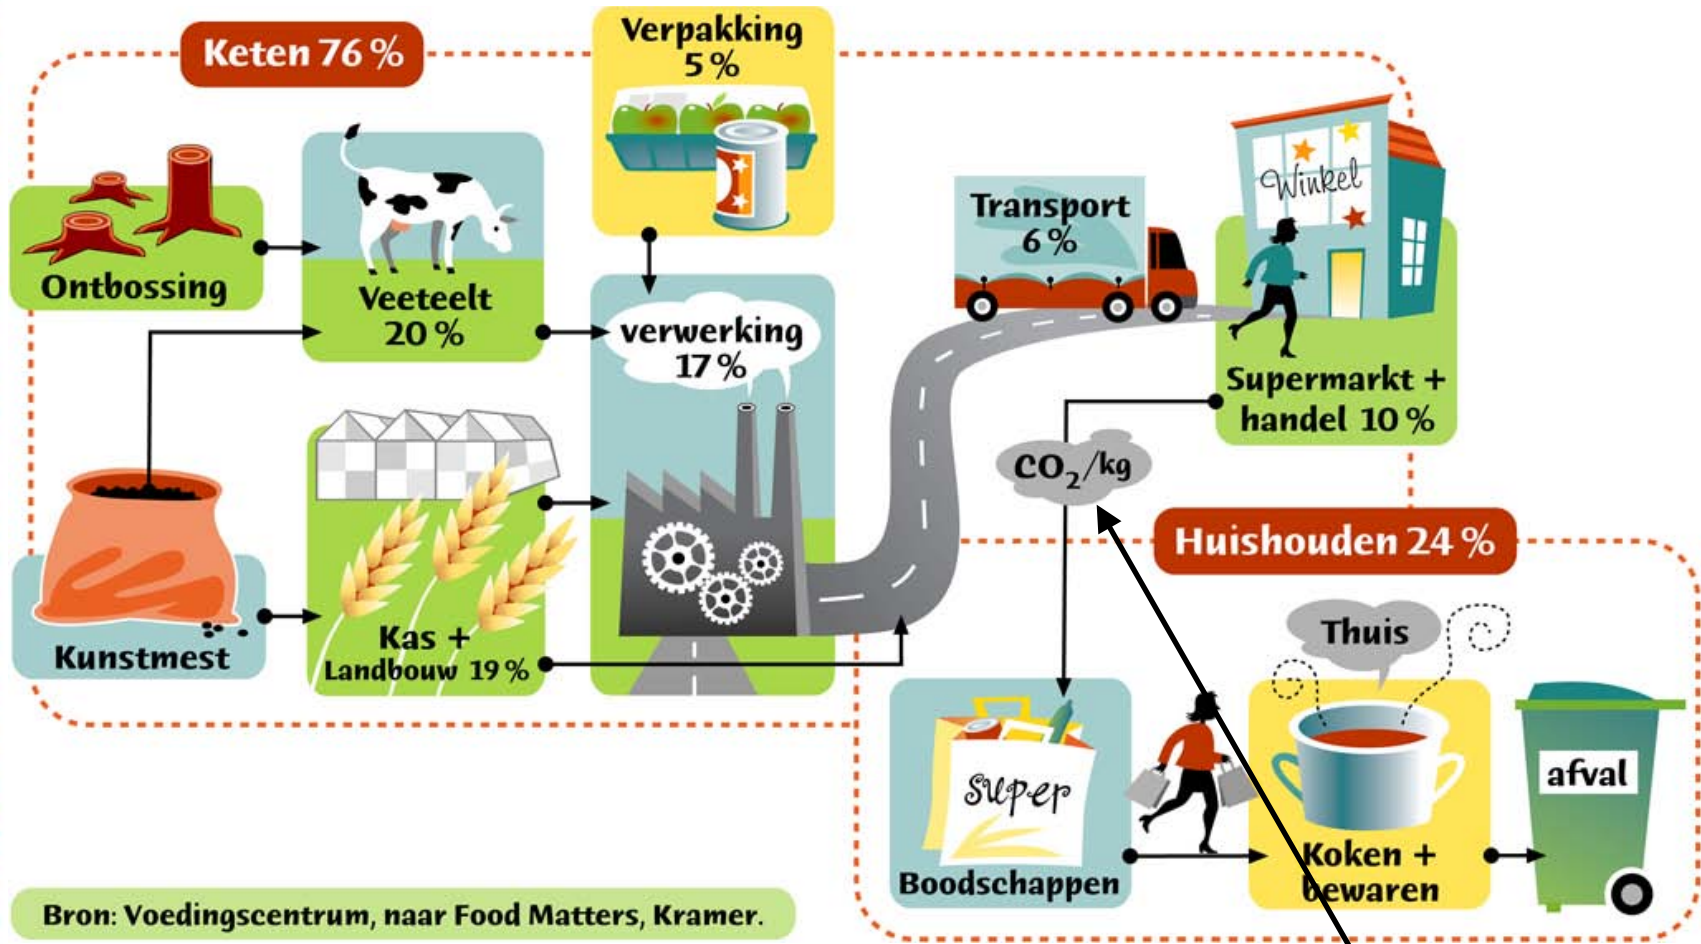 Keten 76 %
Verpakking
5 %
Ontbossing
Veeteelt
20 %
verwerking
17 %
Transport
6 %
Winkel
Supermarkt +
handel 10 %
CO₂/kg
Kunstmest
Kas +
Landbouw 19 %
Huishouden 24 %
Thuis
super
Boodschappen
Koken +
bewaren
afval
Bron: Voedingscentrum, naar Food Matters, Kramer.